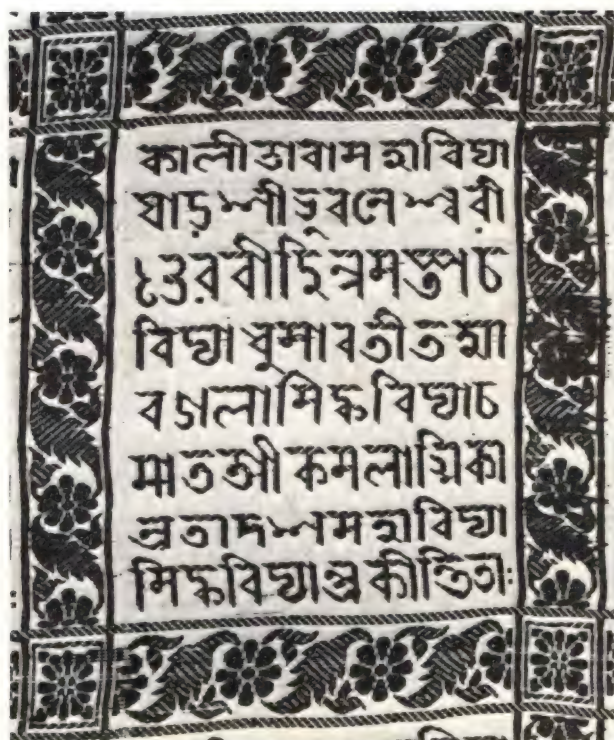 কালীতাবামহাবিদ্যা
ষাড়শীভুবনেশ্বরী
ভৈরবীছিন্নমস্তাচ
বিদ্যাধুমাবতীতথা
বগলাসিদ্ধবিদ্যাচ
মাতঙ্গীকমলাত্মিকা
এতাদশমহাবিদ্যা
সিদ্ধবিদ্যাপ্রকীর্ত্তিতাঃ